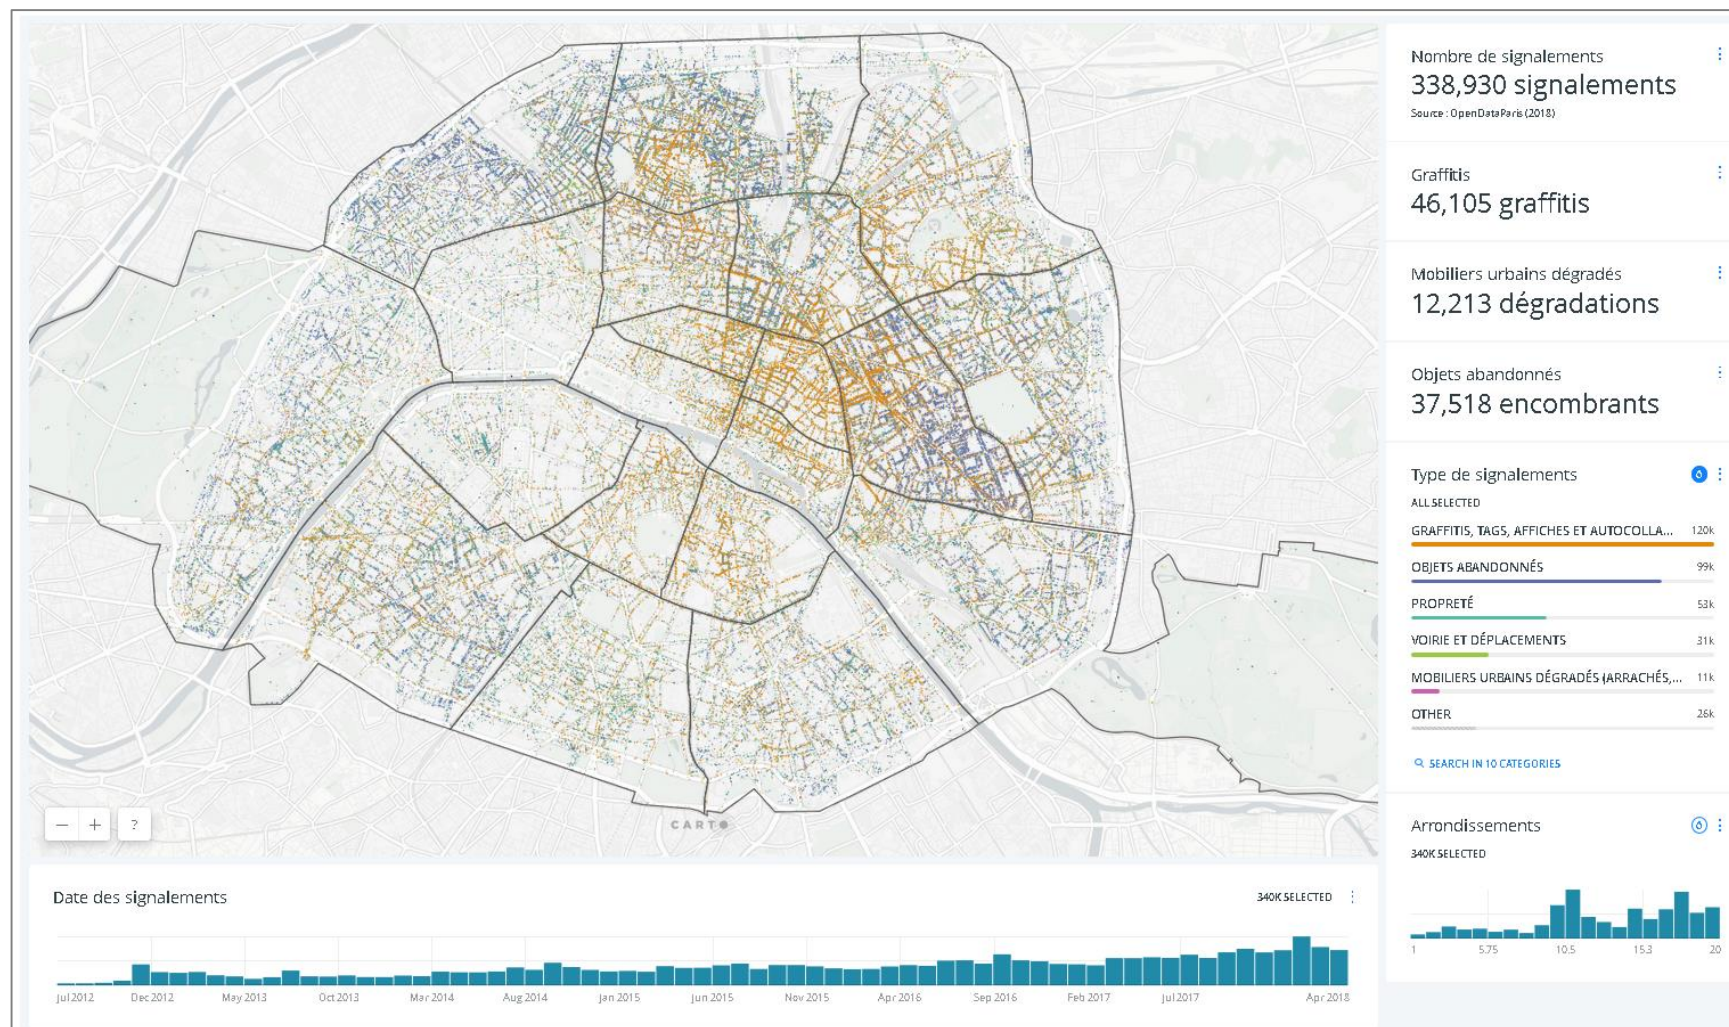 Nombre de signalements
338,930 signalements
Source : OpenDataParis (2018)
Graffitis
46,105 graffitis
Mobiliers urbains dégradés
12,213 dégradations
Objets abandonnés
37,518 encombrants
Type de signalements
ALL SELECTED
GRAFFITIS, TAGS, AFFICHES ET AUTOCOLLA... 120k
OBJETS ABANDONNÉS 99k
PROPRETÉ 53k
VOIRIE ET DÉPLACEMENTS 31k
MOBILIERS URBAINS DÉGRADÉS (ARRACHÉS,... 11k
OTHER 26k
SEARCH IN 10 CATEGORIES
Arrondissements
340K SELECTED
1 5.75 10.5 15.3 20
− + ?
CARTO
Date des signalements 340K SELECTED
Jul 2012 Dec 2012 May 2013 Oct 2013 Mar 2014 Aug 2014 Jan 2015 Jun 2015 Nov 2015 Apr 2016 Sep 2016 Feb 2017 Jul 2017 Apr 2018